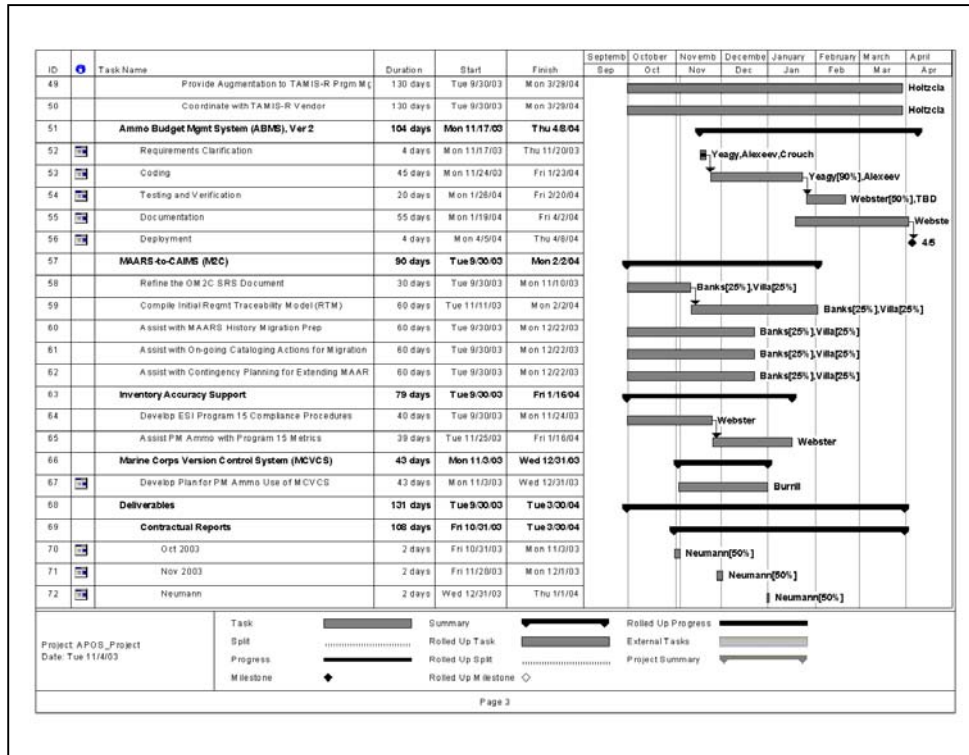 Septemb October Novemb Decembe January February March April
ID Task Name Duration Start Finish Sep Oct Nov Dec Jan Feb Mar Apr
49 Provide Augmentation to TAMIS-R Prgm Mg 130 days Tue 9/30/03 Mon 3/29/04 Holtzcla
50 Coordinate with TAMIS-R Vendor 130 days Tue 9/30/03 Mon 3/29/04 Holtzcla
51 Ammo Budget Mgmt System (ABMS), Ver 2 104 days Mon 11/17/03 Thu 4/8/04
52 Requirements Clarification 4 days Mon 11/17/03 Thu 11/20/03 Yeagy,Alexeev,Crouch
53 Coding 45 days Mon 11/24/03 Fri 1/23/04 Yeagy[90%],Alexeev
54 Testing and Verification 20 days Mon 1/26/04 Fri 2/20/04 Webster[50%],TBD
55 Documentation 55 days Mon 1/19/04 Fri 4/2/04 Webste
56 Deployment 4 days Mon 4/5/04 Thu 4/8/04 4/5
57 MAARS-to-CAIMS (M2C) 90 days Tue 9/30/03 Mon 2/2/04
58 Refine the OM2C SRS Document 30 days Tue 9/30/03 Mon 11/10/03 Banks[25%],Villa[25%]
59 Compile Initial Reqmt Traceability Model (RTM) 60 days Tue 11/11/03 Mon 2/2/04 Banks[25%],Villa[25%]
60 Assist with MAARS History Migration Prep 60 days Tue 9/30/03 Mon 12/22/03 Banks[25%],Villa[25%]
61 Assist with On-going Cataloging Actions for Migration 60 days Tue 9/30/03 Mon 12/22/03 Banks[25%],Villa[25%]
62 Assist with Contingency Planning for Extending MAAR 60 days Tue 9/30/03 Mon 12/22/03 Banks[25%],Villa[25%]
63 Inventory Accuracy Support 79 days Tue 9/30/03 Fri 1/16/04
64 Develop ESI Program 15 Compliance Procedures 40 days Tue 9/30/03 Mon 11/24/03 Webster
65 Assist PM Ammo with Program 15 Metrics 39 days Tue 11/25/03 Fri 1/16/04 Webster
66 Marine Corps Version Control System (MCVCS) 43 days Mon 11/3/03 Wed 12/31/03
67 Develop Plan for PM Ammo Use of MCVCS 43 days Mon 11/3/03 Wed 12/31/03 Burrill
68 Deliverables 131 days Tue 9/30/03 Tue 3/30/04
69 Contractual Reports 108 days Fri 10/31/03 Tue 3/30/04
70 Oct 2003 2 days Fri 10/31/03 Mon 11/3/03 Neumann[50%]
71 Nov 2003 2 days Fri 11/28/03 Mon 12/1/03 Neumann[50%]
72 Neumann 2 days Wed 12/31/03 Thu 1/1/04 Neumann[50%]
Project: APOS_Project
Date: Tue 11/4/03
Task Summary Rolled Up Progress
Split Rolled Up Task External Tasks
Progress Rolled Up Split Project Summary
Milestone Rolled Up Milestone
Page 3